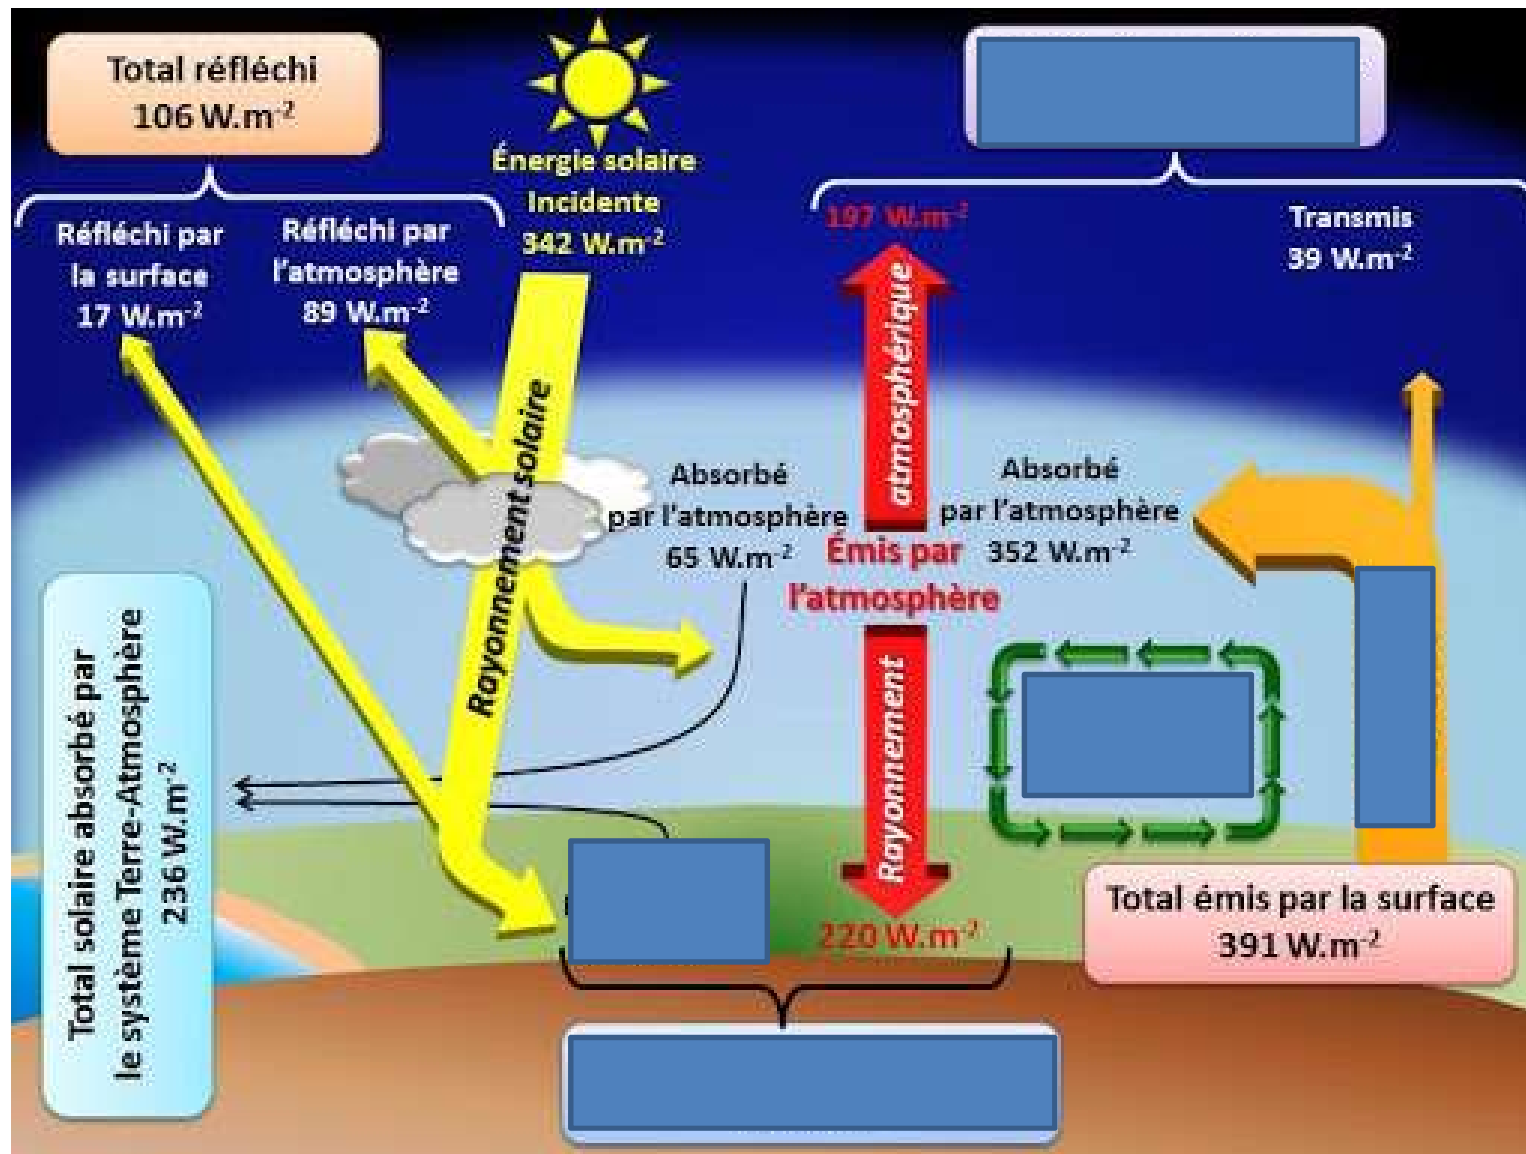 Total réfléchi
106 W.m-2
Énergie solaire
Incidente
342 W.m-2
Réfléchi par
la surface
17 W.m-2
Réfléchi par
l'atmosphère
89 W.m-2
197 W.m-2
Transmis
39 W.m-2
Rayonnement solaire
atmosphérique
Absorbé
par l'atmosphère
65 W.m-2
Émis par
l'atmosphère
Absorbé
par l'atmosphère
352 W.m-2
Rayonnement
220 W.m-2
Total solaire absorbé par
le système Terre-Atmosphère
236 W.m-2
Total émis par la surface
391 W.m-2